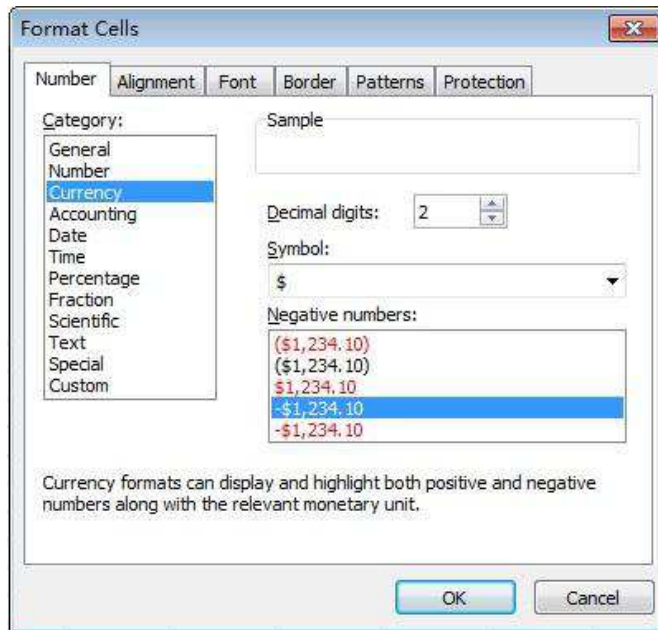 Format Cells
Number Alignment Font Border Patterns Protection
Category:
General
Number
Currency
Accounting
Date
Time
Percentage
Fraction
Scientific
Text
Special
Custom
Sample
Decimal digits: 2
Symbol:
$
Negative numbers:
($1,234.10)
($1,234.10)
$1,234.10
-$1,234.10
-$1,234.10
Currency formats can display and highlight both positive and negative
numbers along with the relevant monetary unit.
OK Cancel